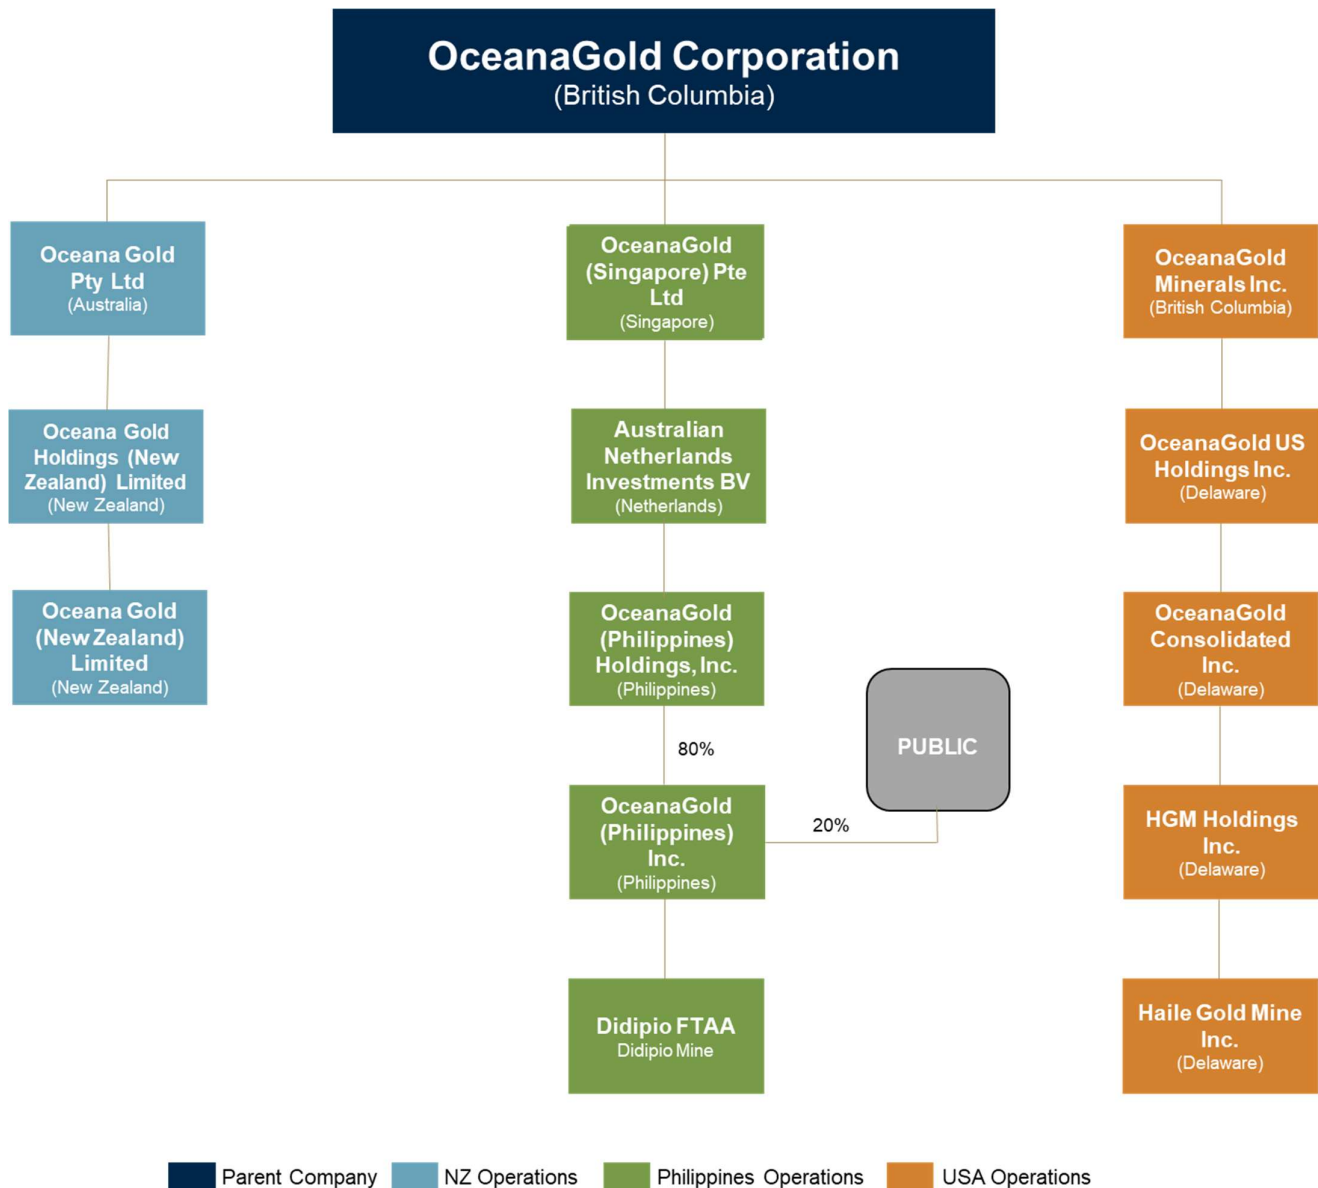 OceanaGold Corporation
(British Columbia)
Oceana Gold
Pty Ltd
(Australia)
Oceana Gold
Holdings (New
Zealand) Limited
(New Zealand)
Oceana Gold
(New Zealand)
Limited
(New Zealand)
OceanaGold
(Singapore) Pte
Ltd
(Singapore)
Australian
Netherlands
Investments BV
(Netherlands)
OceanaGold
(Philippines)
Holdings, Inc.
(Philippines)
80%
OceanaGold
(Philippines)
Inc.
(Philippines)
20%
PUBLIC
Didipio FTAA
Didipio Mine
OceanaGold
Minerals Inc.
(British Columbia)
OceanaGold US
Holdings Inc.
(Delaware)
OceanaGold
Consolidated
Inc.
(Delaware)
HGM Holdings
Inc.
(Delaware)
Haile Gold Mine
Inc.
(Delaware)
Parent Company
NZ Operations
Philippines Operations
USA Operations